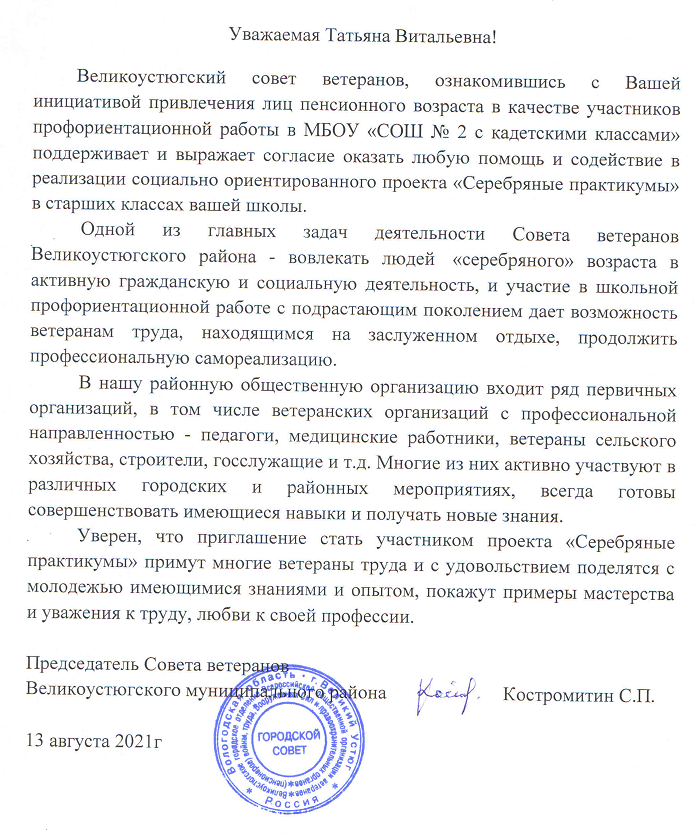 Уважаемая Татьяна Витальевна!
Великоустюгский совет ветеранов, ознакомившись с Вашей
инициативой привлечения лиц пенсионного возраста в качестве участников
профориентационной работы в МБОУ «СОШ № 2 с кадетскими классами»
поддерживает и выражает согласие оказать любую помощь и содействие в
реализации социально ориентированного проекта «Серебряные практикумы»
в старших классах вашей школы.
Одной из главных задач деятельности Совета ветеранов
Великоустюгского района - вовлекать людей «серебряного» возраста в
активную гражданскую и социальную деятельность, и участие в школьной
профориентационной работе с подрастающим поколением дает возможность
ветеранам труда, находящимся на заслуженном отдыхе, продолжить
профессиональную самореализацию.
В нашу районную общественную организацию входит ряд первичных
организаций, в том числе ветеранских организаций с профессиональной
направленностью - педагоги, медицинские работники, ветераны сельского
хозяйства, строители, госслужащие и т.д. Многие из них активно участвуют в
различных городских и районных мероприятиях, всегда готовы
совершенствовать имеющиеся навыки и получать новые знания.
Уверен, что приглашение стать участником проекта «Серебряные
практикумы» примут многие ветераны труда и с удовольствием поделятся с
молодежью имеющимися знаниями и опытом, покажут примеры мастерства
и уважения к труду, любви к своей профессии.
Председатель Совета ветеранов
Великоустюгского муниципального района Костромитин С.П.
13 августа 2021г
Вологодская область • г. Великий Устюг
* Россия *
ГОРОДСКОЙ
СОВЕТ